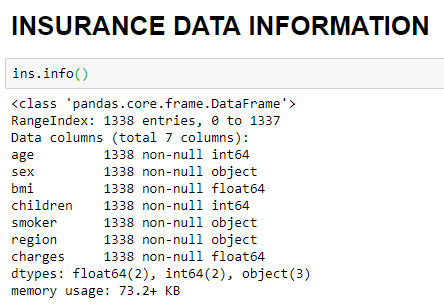 INSURANCE DATA INFORMATION
ins.info()
<class 'pandas.core.frame.DataFrame'>
RangeIndex: 1338 entries, 0 to 1337
Data columns (total 7 columns):
age         1338 non-null int64
sex         1338 non-null object
bmi         1338 non-null float64
children    1338 non-null int64
smoker      1338 non-null object
region      1338 non-null object
charges     1338 non-null float64
dtypes: float64(2), int64(2), object(3)
memory usage: 73.2+ KB